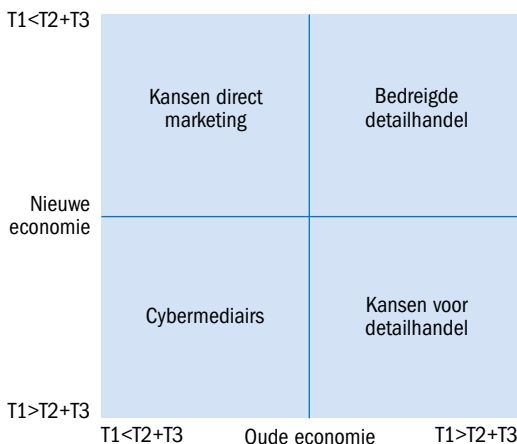 T1<T2+T3
Kansen direct
marketing
Bedreigde
detailhandel
Nieuwe
economie
Cybermediairs
Kansen voor
detailhandel
T1>T2+T3
T1<T2+T3
Oude economie
T1>T2+T3